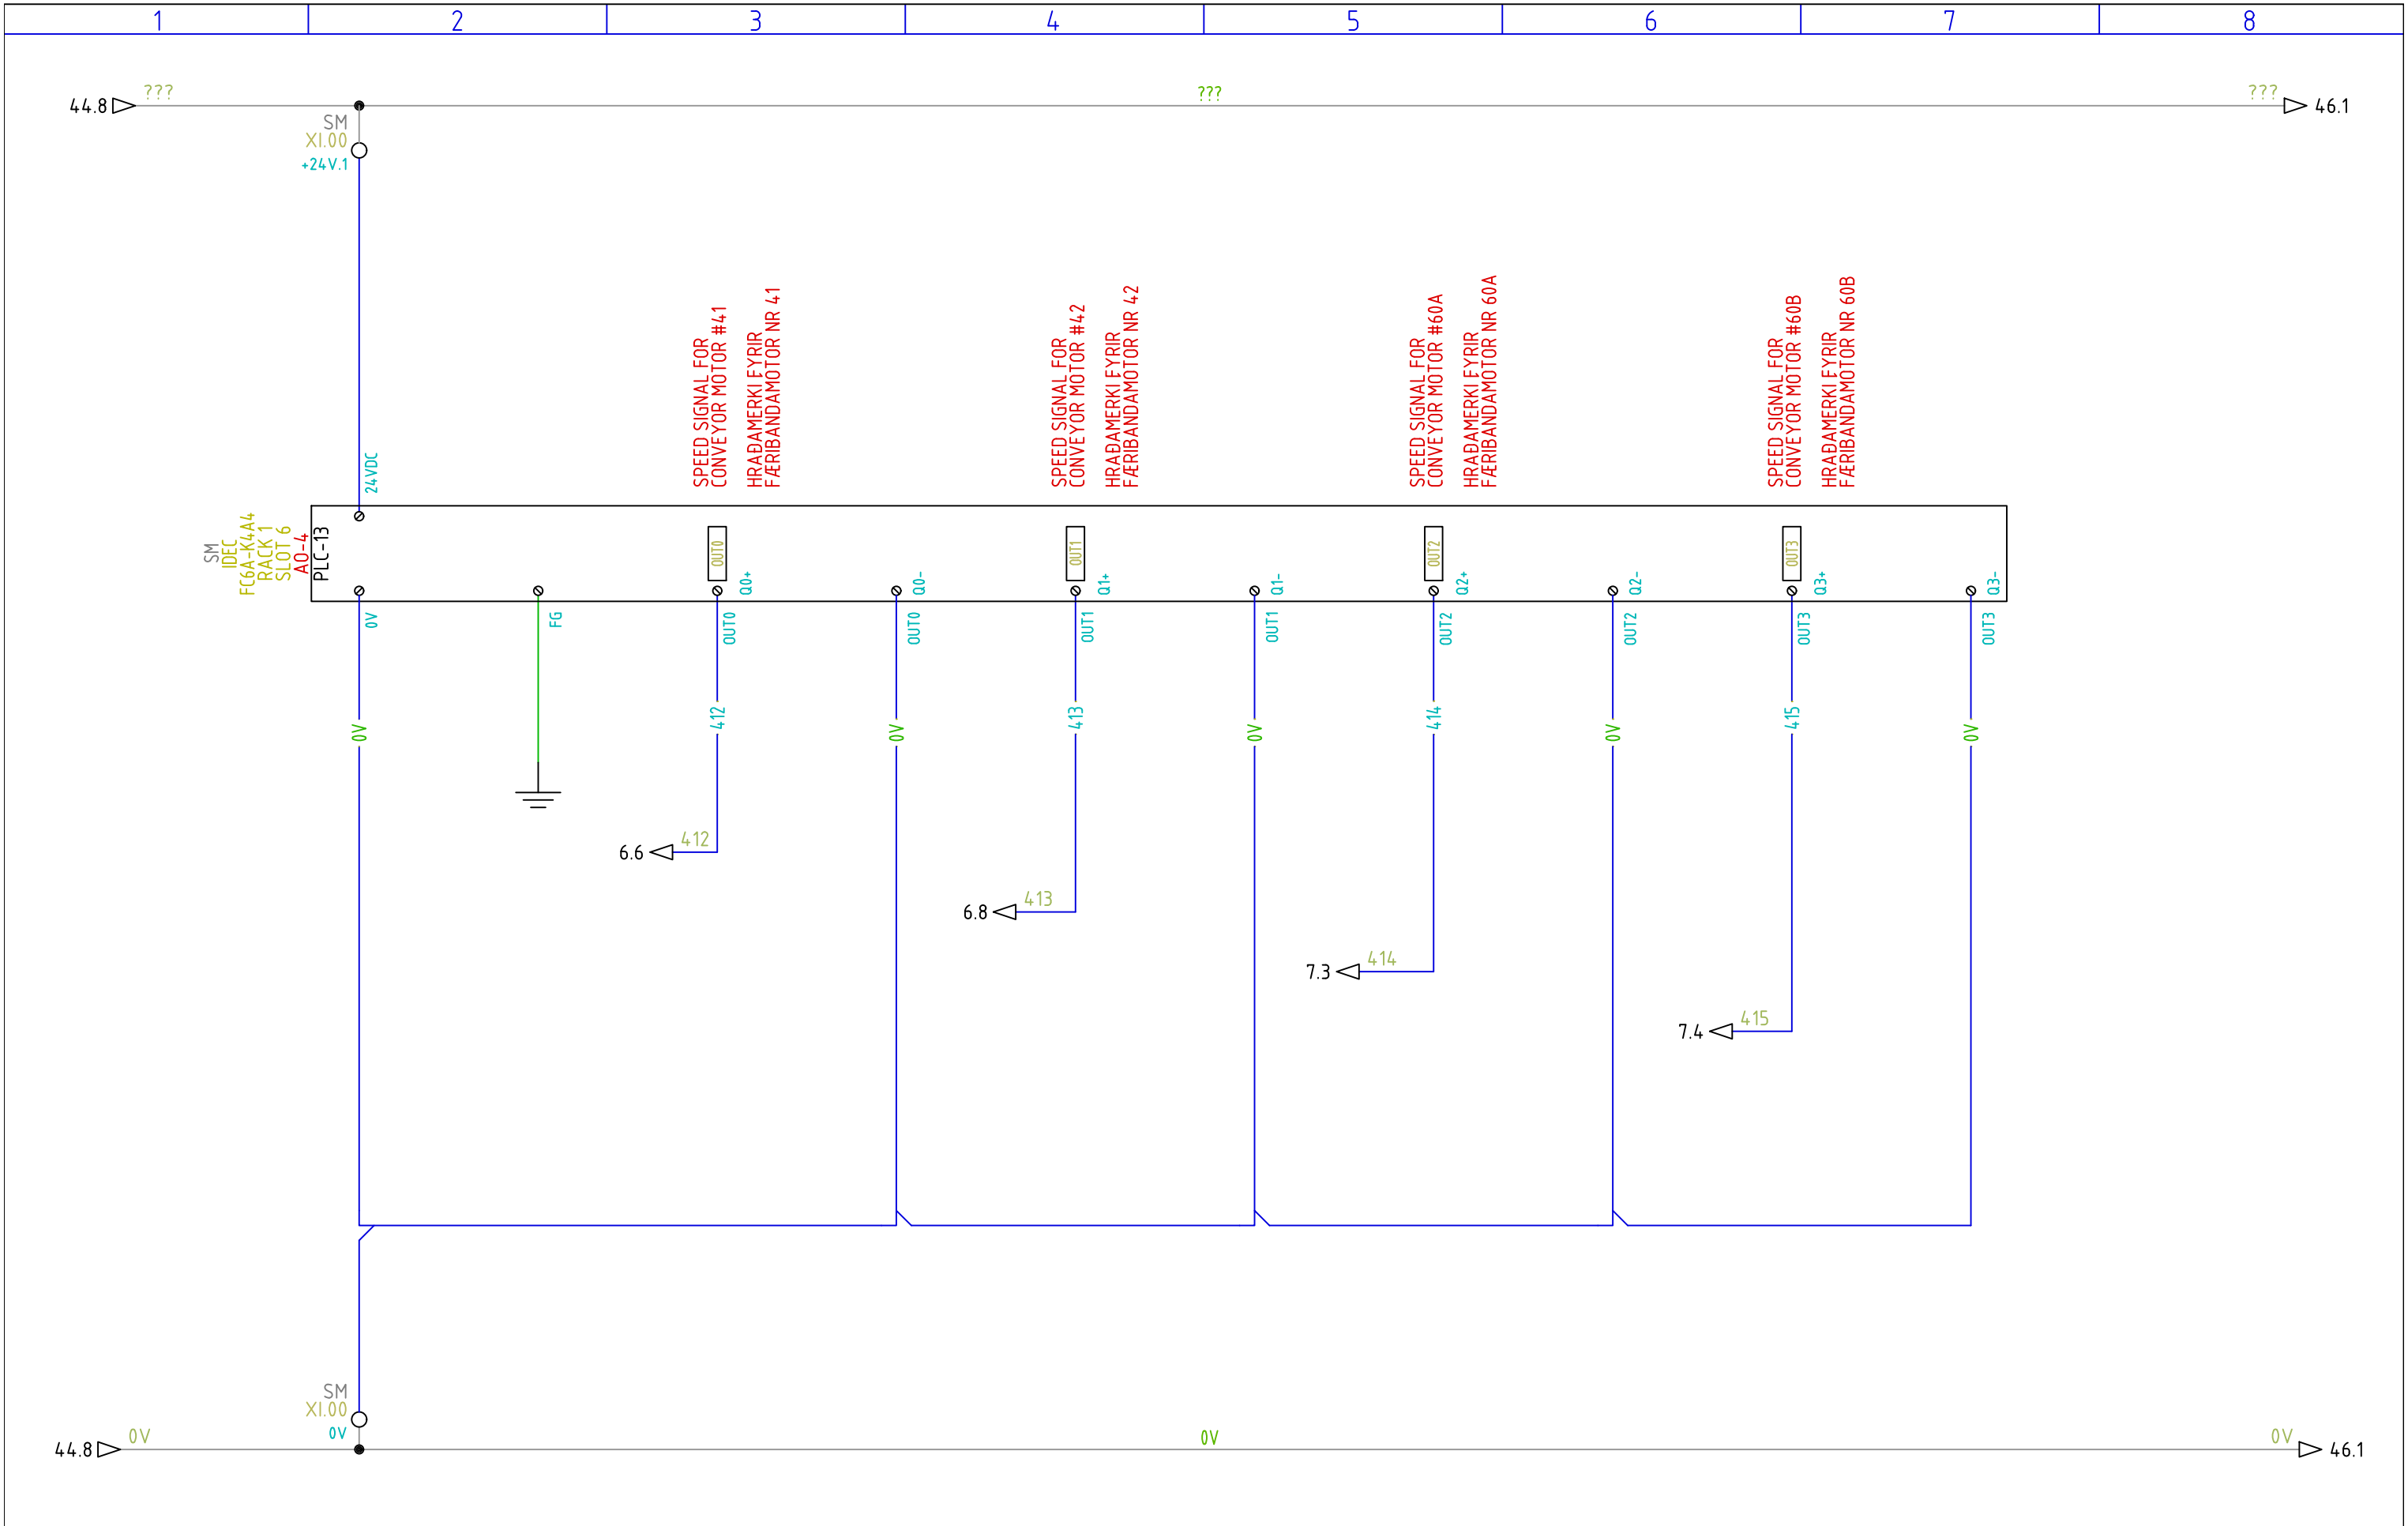 1 2 3 4 5 6 7 8
44.8 ??? ??? ??? 46.1
SM
XI.00
+24V.1
24VDC
SPEED SIGNAL FOR
CONVEYOR MOTOR #41
HRAÐAMERKI FYRIR
FÆRIBANDAMOTOR NR 41
SPEED SIGNAL FOR
CONVEYOR MOTOR #42
HRAÐAMERKI FYRIR
FÆRIBANDAMOTOR NR 42
SPEED SIGNAL FOR
CONVEYOR MOTOR #60A
HRAÐAMERKI FYRIR
FÆRIBANDAMOTOR NR 60A
SPEED SIGNAL FOR
CONVEYOR MOTOR #60B
HRAÐAMERKI FYRIR
FÆRIBANDAMOTOR NR 60B
SM
IDEC
FC6A-K4A4
RACK 1
SLOT 6
AO-4
PLC-13
OUT0 OUT1 OUT2 OUT3
Q0+ Q0- Q1+ Q1- Q2+ Q2- Q3+ Q3-
0V FG OUT0 OUT0 OUT1 OUT1 OUT2 OUT2 OUT3 OUT3
0V 412 0V 413 0V 414 0V 415 0V
6.6 412
6.8 413
7.3 414
7.4 415
SM
XI.00
0V
44.8 0V 0V 0V 46.1